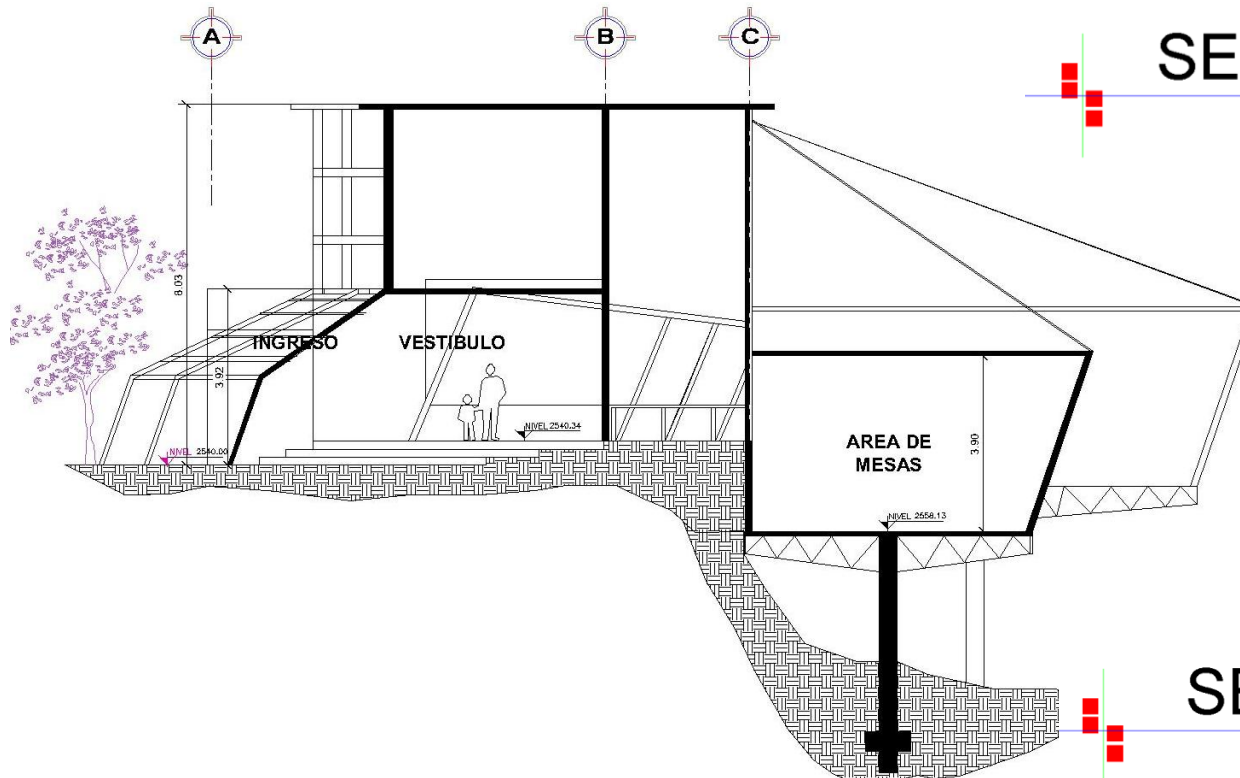 A
B
C
SE
8.03
INGRESO
VESTIBULO
3.92
NIVEL 2540.34
NIVEL 2540.00
AREA DE
MESAS
3.90
NIVEL 2558.13
SE